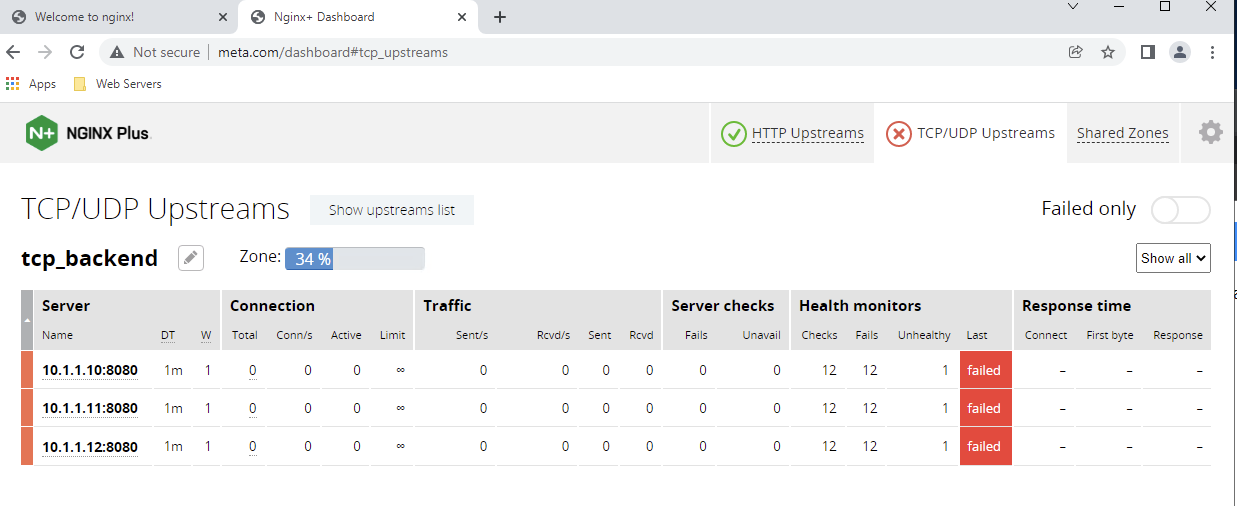 Welcome to nginx!
Nginx+ Dashboard
Not secure
meta.com/dashboard#tcp_upstreams
Apps
Web Servers
N+ NGINX Plus
HTTP Upstreams
TCP/UDP Upstreams
Shared Zones
TCP/UDP Upstreams
Show upstreams list
Failed only
tcp_backend
Zone: 34 %
Show all
Server Connection Traffic Server checks Health monitors Response time
Name DT W Total Conn/s Active Limit Sent/s Rcvd/s Sent Rcvd Fails Unavail Checks Fails Unhealthy Last Connect First byte Response
10.1.1.10:8080 1m 1 0 0 0 ∞ 0 0 0 0 0 0 12 12 1 failed – – –
10.1.1.11:8080 1m 1 0 0 0 ∞ 0 0 0 0 0 0 12 12 1 failed – – –
10.1.1.12:8080 1m 1 0 0 0 ∞ 0 0 0 0 0 0 12 12 1 failed – – –